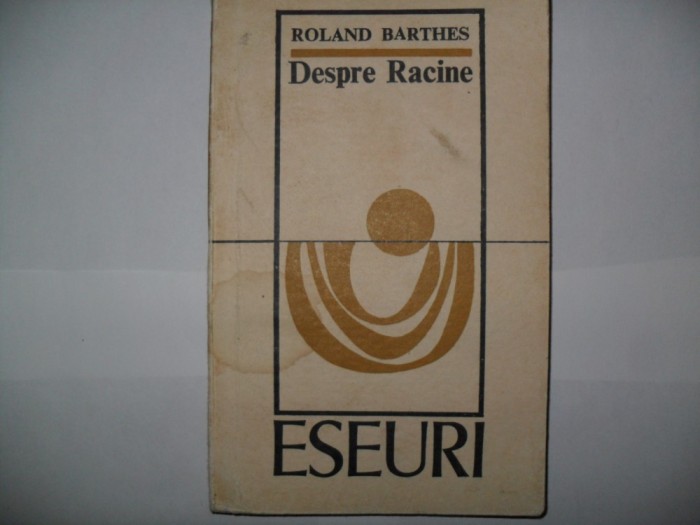 ROLAND BARTHES
Despre Racine
ESEURI